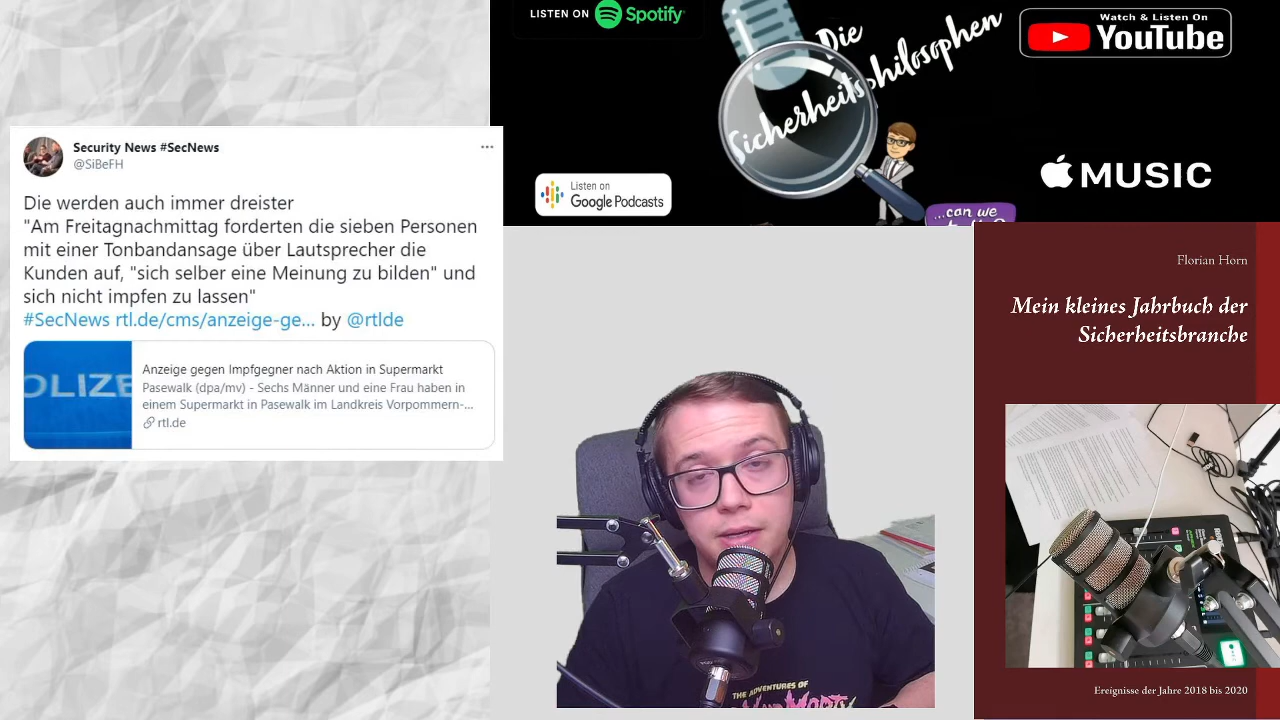 Security News #SecNews
@SiBeFH
Die werden auch immer dreister
"Am Freitagnachmittag forderten die sieben Personen
mit einer Tonbandansage über Lautsprecher die
Kunden auf, "sich selber eine Meinung zu bilden" und
sich nicht impfen zu lassen"
#SecNews rtl.de/cms/anzeige-ge... by @rtlde
OLIZE
Anzeige gegen Impfgegner nach Aktion in Supermarkt
Pasewalk (dpa/mv) - Sechs Männer und eine Frau haben in
einem Supermarkt in Pasewalk im Landkreis Vorpommern-...
rtl.de
LISTEN ON Spotify
Die
Sicherheitsphilosophen
Watch & Listen On
YouTube
Listen on
Google Podcasts
MUSIC
...can we
Florian Horn
Mein kleines Jahrbuch der
Sicherheitsbranche
Ereignisse der Jahre 2018 bis 2020
THE ADVENTURES OF